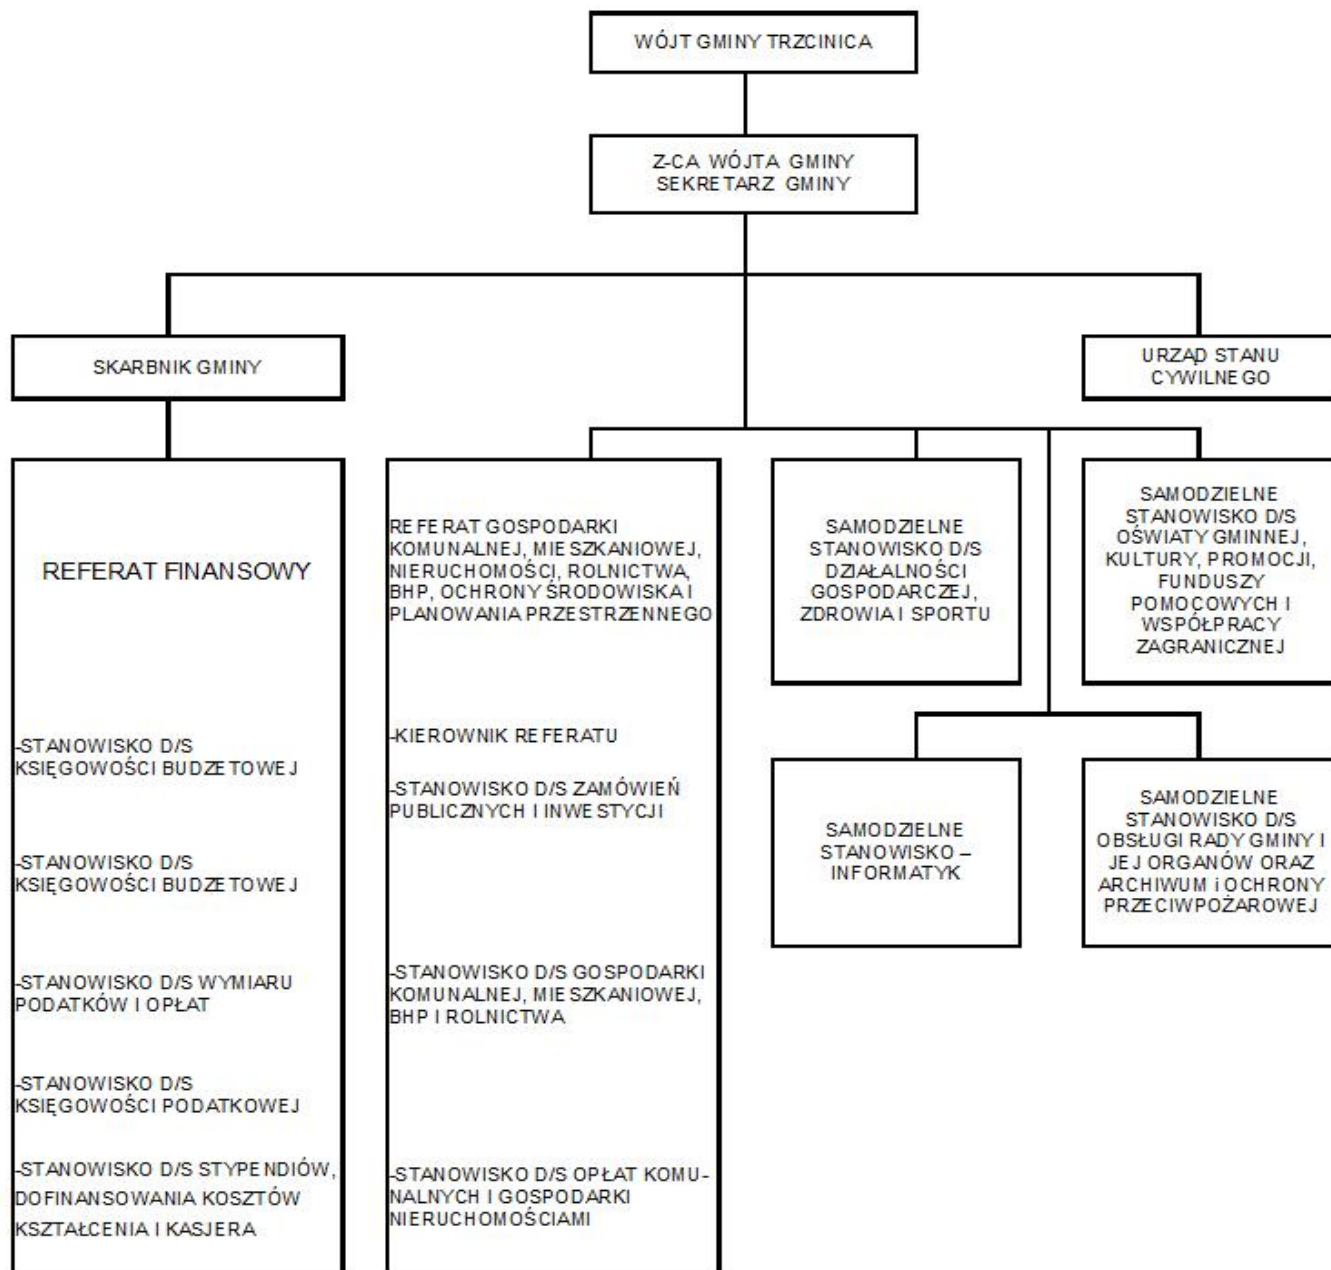 WÓJT GMINY TRZCINICA
Z-CA WÓJTA GMINY
SEKRETARZ GMINY
SKARBNIK GMINY
URZĄD STANU
CYWILNEGO
REFERAT FINANSOWY
-STANOWISKO D/S
KSIĘGOWOŚCI BUDZETOWEJ
-STANOWISKO D/S
KSIĘGOWOŚCI BUDZETOWEJ
-STANOWISKO D/S WYMIARU
PODATKÓW I OPŁAT
-STANOWISKO D/S
KSIĘGOWOŚCI PODATKOWEJ
-STANOWISKO D/S STYPENDIÓW,
DOFINANSOWANIA KOSZTÓW
KSZTAŁCENIA I KASJERA
REFERAT GOSPODARKI
KOMUNALNEJ, MIESZKANIOWEJ,
NIERUCHOMOŚCI, ROLNICTWA,
BHP, OCHRONY ŚRODOWISKA I
PLANOWANIA PRZESTRZENNEGO
-KIEROWNIK REFERATU
-STANOWISKO D/S ZAMÓWIEŃ
PUBLICZNYCH I INWESTYCJI
-STANOWISKO D/S GOSPODARKI
KOMUNALNEJ, MIESZKANIOWEJ,
BHP I ROLNICTWA
-STANOWISKO D/S OPŁAT KOMU-
NALNYCH I GOSPODARKI
NIERUCHOMOŚCIAMI
SAMODZIELNE
STANOWISKO D/S
DZIAŁALNOŚCI
GOSPODARCZEJ,
ZDROWIA I SPORTU
SAMODZIELNE
STANOWISKO D/S
OŚWIATY GMINNEJ,
KULTURY, PROMOCJI,
FUNDUSZY
POMOCOWYCH I
WSPÓŁPRACY
ZAGRANICZNEJ
SAMODZIELNE
STANOWISKO –
INFORMATYK
SAMODZIELNE
STANOWISKO D/S
OBSŁUGI RADY GMINY I
JEJ ORGANÓW ORAZ
ARCHIWUM i OCHRONY
PRZECIWPOŻAROWEJ